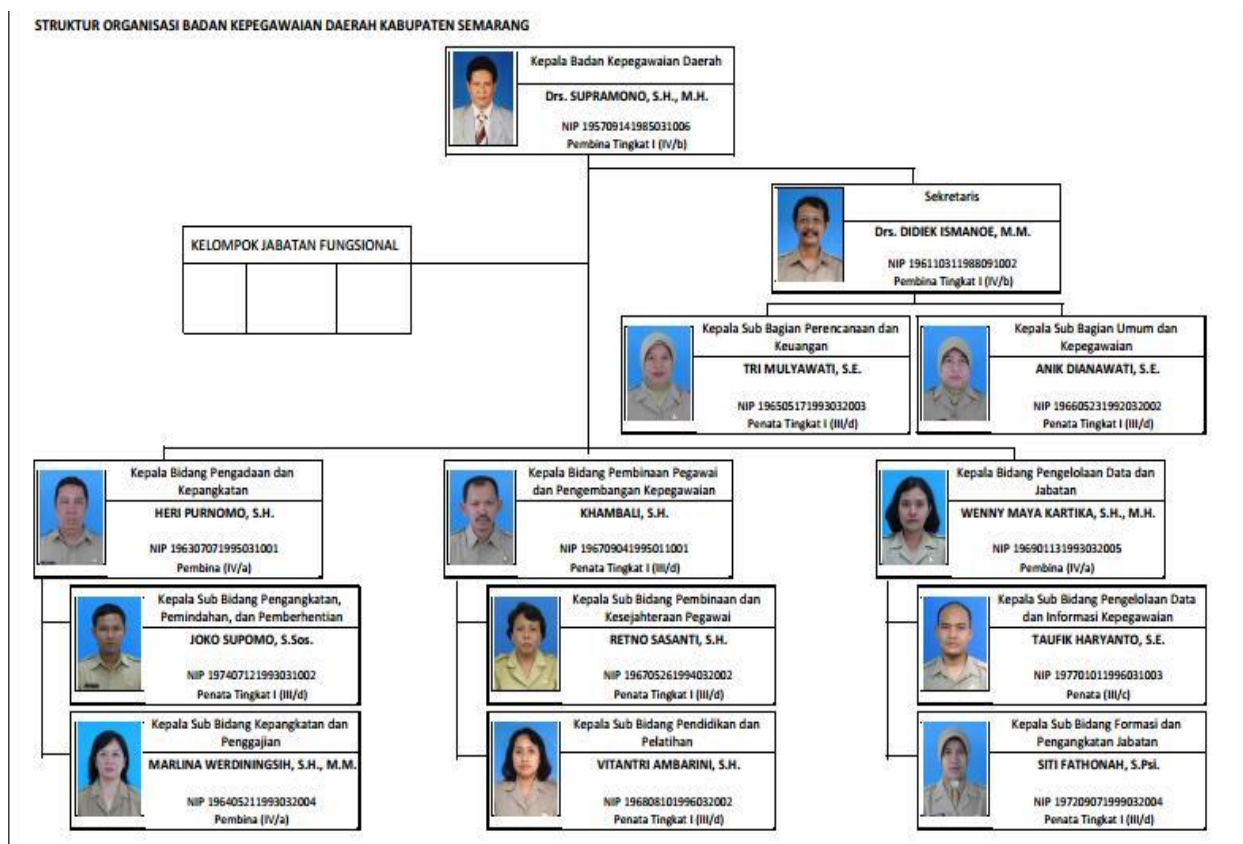 STRUKTUR ORGANISASI BADAN KEPEGAWAIAN DAERAH KABUPATEN SEMARANG
Kepala Badan Kepegawaian Daerah
Drs. SUPRAMONO, S.H., M.H.
NIP 195709141985031006
Pembina Tingkat I (IV/b)
Sekretaris
Drs. DIDIEK ISMANOE, M.M.
NIP 196110311988091002
Pembina Tingkat I (IV/b)
KELOMPOK JABATAN FUNGSIONAL
Kepala Sub Bagian Perencanaan dan
Keuangan
TRI MULYAWATI, S.E.
NIP 196505171993032003
Penata Tingkat I (III/d)
Kepala Sub Bagian Umum dan
Kepegawaian
ANIK DIANAWATI, S.E.
NIP 196605231992032002
Penata Tingkat I (III/d)
Kepala Bidang Pengadaan dan
Kepangkatan
HERI PURNOMO, S.H.
NIP 196307071995031001
Pembina (IV/a)
Kepala Bidang Pembinaan Pegawai
dan Pengembangan Kepegawaian
KHAMBALI, S.H.
NIP 196709041995011001
Penata Tingkat I (III/d)
Kepala Bidang Pengelolaan Data dan
Jabatan
WENNY MAYA KARTIKA, S.H., M.H.
NIP 196901131993032005
Pembina (IV/a)
Kepala Sub Bidang Pengangkatan,
Pemindahan, dan Pemberhentian
JOKO SUPOMO, S.Sos.
NIP 197407121993031002
Penata Tingkat I (III/d)
Kepala Sub Bidang Pembinaan dan
Kesejahteraan Pegawai
RETNO SASANTI, S.H.
NIP 196705261994032002
Penata Tingkat I (III/d)
Kepala Sub Bidang Pengelolaan Data
dan Informasi Kepegawaian
TAUFIK HARYANTO, S.E.
NIP 197701011996031003
Penata (III/c)
Kepala Sub Bidang Kepangkatan dan
Penggajian
MARLINA WERDININGSIH, S.H., M.M.
NIP 196405211993032004
Pembina (IV/a)
Kepala Sub Bidang Pendidikan dan
Pelatihan
VITANTRI AMBARINI, S.H.
NIP 196808101996032002
Penata Tingkat I (III/d)
Kepala Sub Bidang Formasi dan
Pengangkatan Jabatan
SITI FATHONAH, S.Psi.
NIP 197209071999032004
Penata Tingkat I (III/d)